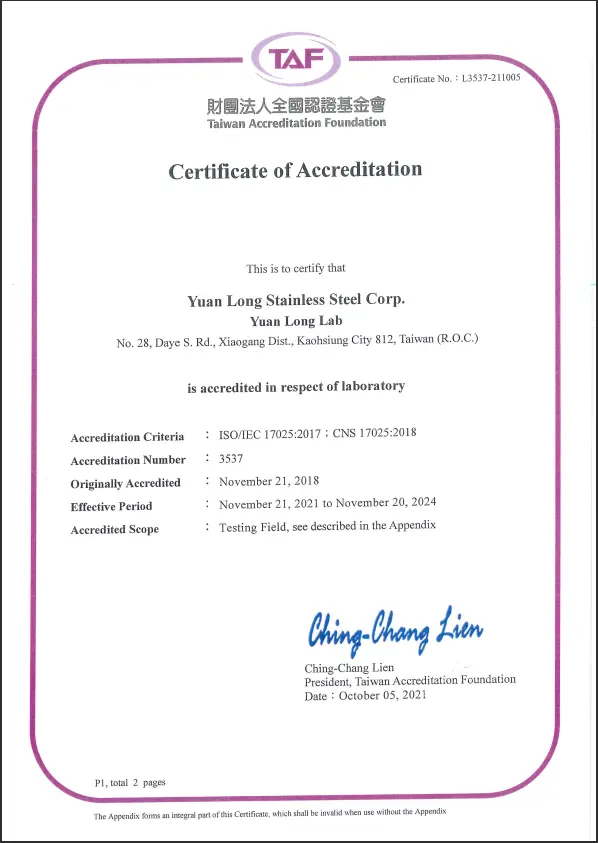 TAF
Certificate No.：L3537-211005
財團法人全國認證基金會
Taiwan Accreditation Foundation
Certificate of Accreditation
This is to certify that
Yuan Long Stainless Steel Corp.
Yuan Long Lab
No. 28, Daye S. Rd., Xiaogang Dist., Kaohsiung City 812, Taiwan (R.O.C.)
is accredited in respect of laboratory
Accreditation Criteria ： ISO/IEC 17025:2017；CNS 17025:2018
Accreditation Number ： 3537
Originally Accredited ： November 21, 2018
Effective Period ： November 21, 2021 to November 20, 2024
Accredited Scope ： Testing Field, see described in the Appendix
Ching-Chang Lien
Ching-Chang Lien
President, Taiwan Accreditation Foundation
Date：October 05, 2021
P1, total 2 pages
The Appendix forms an integral part of this Certificate, which shall be invalid when use without the Appendix